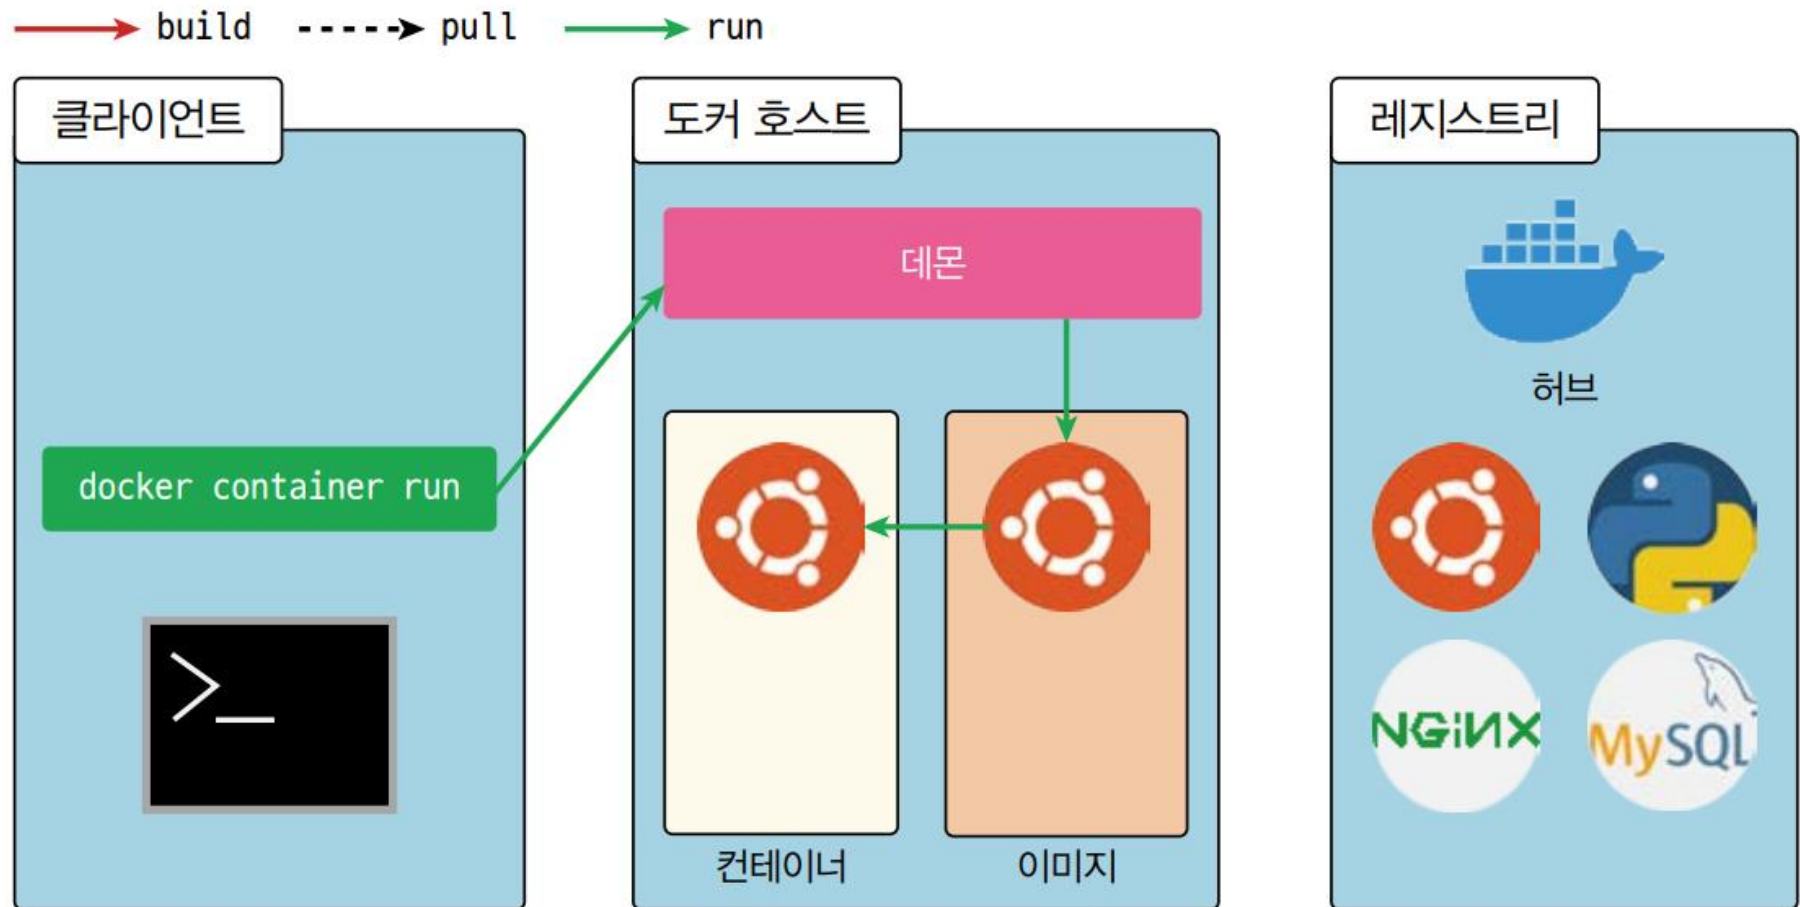 build
pull
run
클라이언트
도커 호스트
레지스트리
데몬
허브
docker container run
>_
NGiNX
MySQL
컨테이너
이미지